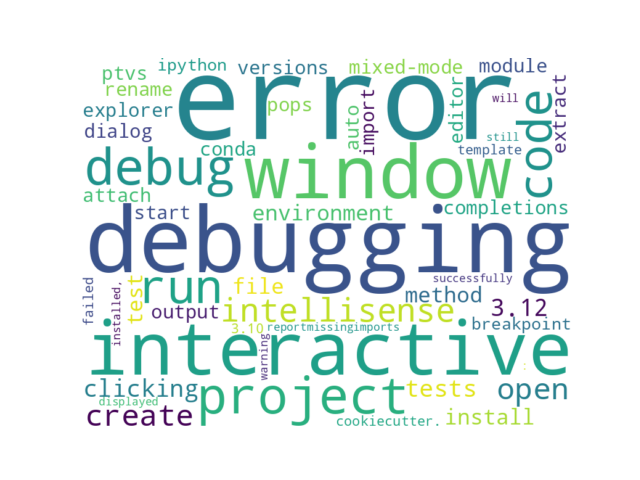 ptvs ipython versions mixed-mode module
rename error pops will
explorer auto import editor code extract
dialog conda still
debug window template
attach
start environment completions
debugging
failed installed, test run file successfully
output intellisense method 3.12
3.10 reportmissingimports breakpoint
interactive warning :
clicking project tests open
displayed
create cookiecutter. install